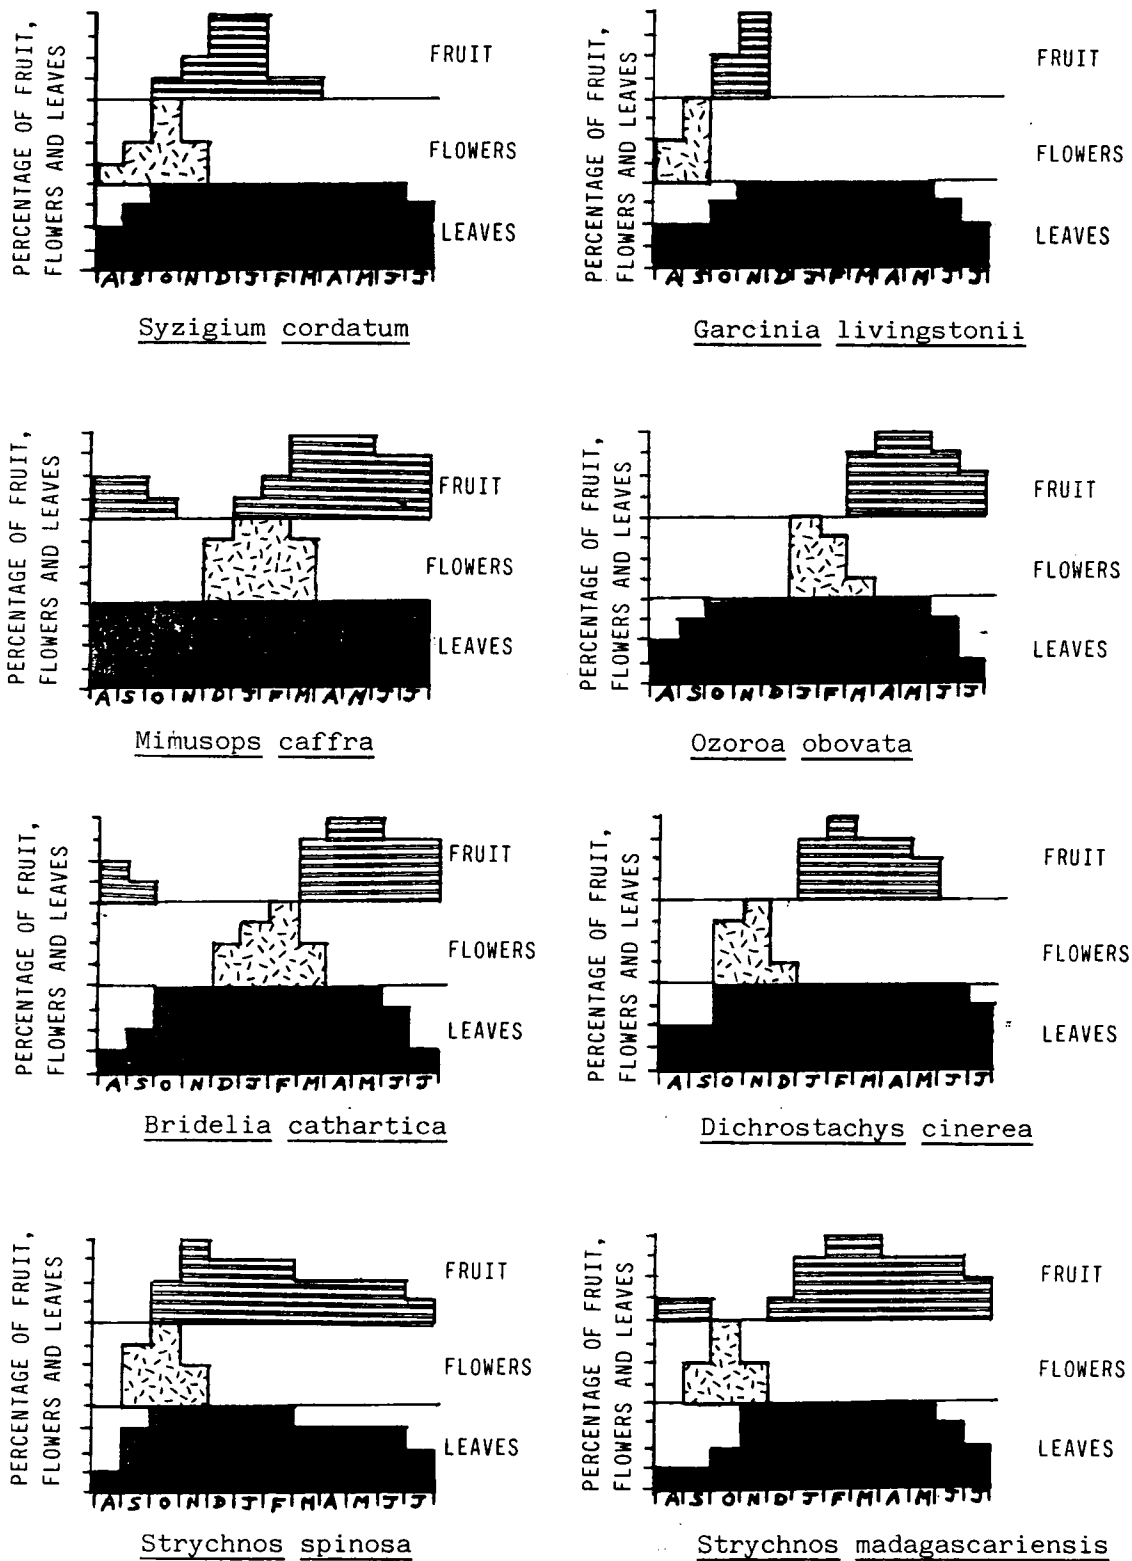 PERCENTAGE OF FRUIT,
FLOWERS AND LEAVES
FRUIT
FLOWERS
LEAVES
A S O N D J F M A M J J
Syzigium cordatum
PERCENTAGE OF FRUIT,
FLOWERS AND LEAVES
FRUIT
FLOWERS
LEAVES
A S O N D J F M A M J J
Garcinia livingstonii
PERCENTAGE OF FRUIT,
FLOWERS AND LEAVES
FRUIT
FLOWERS
LEAVES
A S O N D J F M A M J J
Mimusops caffra
PERCENTAGE OF FRUIT,
FLOWERS AND LEAVES
FRUIT
FLOWERS
LEAVES
A S O N D J F M A M J J
Ozoroa obovata
PERCENTAGE OF FRUIT,
FLOWERS AND LEAVES
FRUIT
FLOWERS
LEAVES
A S O N D J F M A M J J
Bridelia cathartica
PERCENTAGE OF FRUIT,
FLOWERS AND LEAVES
FRUIT
FLOWERS
LEAVES
A S O N D J F M A M J J
Dichrostachys cinerea
PERCENTAGE OF FRUIT,
FLOWERS AND LEAVES
FRUIT
FLOWERS
LEAVES
A S O N D J F M A M J J
Strychnos spinosa
PERCENTAGE OF FRUIT,
FLOWERS AND LEAVES
FRUIT
FLOWERS
LEAVES
A S O N D J F M A M J J
Strychnos madagascariensis